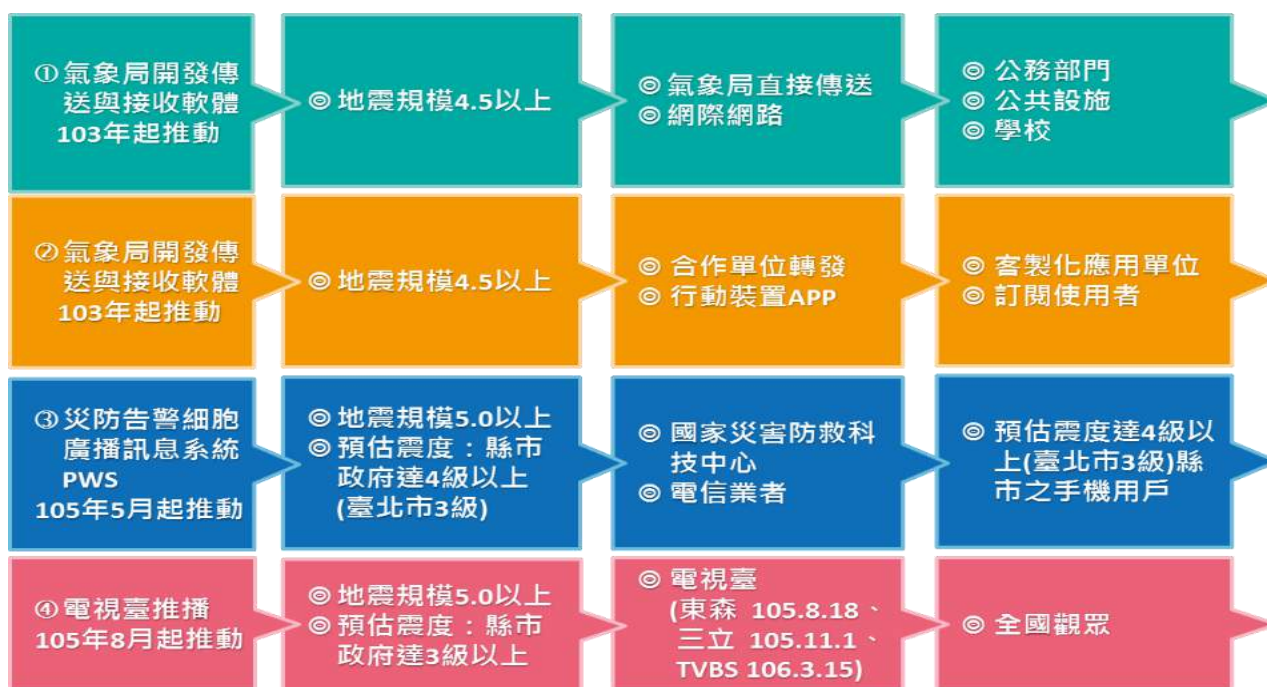 ①氣象局開發傳
送與接收軟體
103年起推動
◎ 地震規模4.5以上
◎ 氣象局直接傳送
◎ 網際網路
◎ 公務部門
◎ 公共設施
◎ 學校
②氣象局開發傳
送與接收軟體
103年起推動
◎ 地震規模4.5以上
◎ 合作單位轉發
◎ 行動裝置APP
◎ 客製化應用單位
◎ 訂閱使用者
③災防告警細胞
廣播訊息系統
PWS
105年5月起推動
◎ 地震規模5.0以上
◎ 預估震度：縣市
政府達4級以上
(臺北市3級)
◎ 國家災害防救科
技中心
◎ 電信業者
◎ 預估震度達4級以
上(臺北市3級)縣
市之手機用戶
④電視臺推播
105年8月起推動
◎ 地震規模5.0以上
◎ 預估震度：縣市
政府達3級以上
◎ 電視臺
(東森 105.8.18、
三立 105.11.1、
TVBS 106.3.15)
◎ 全國觀眾